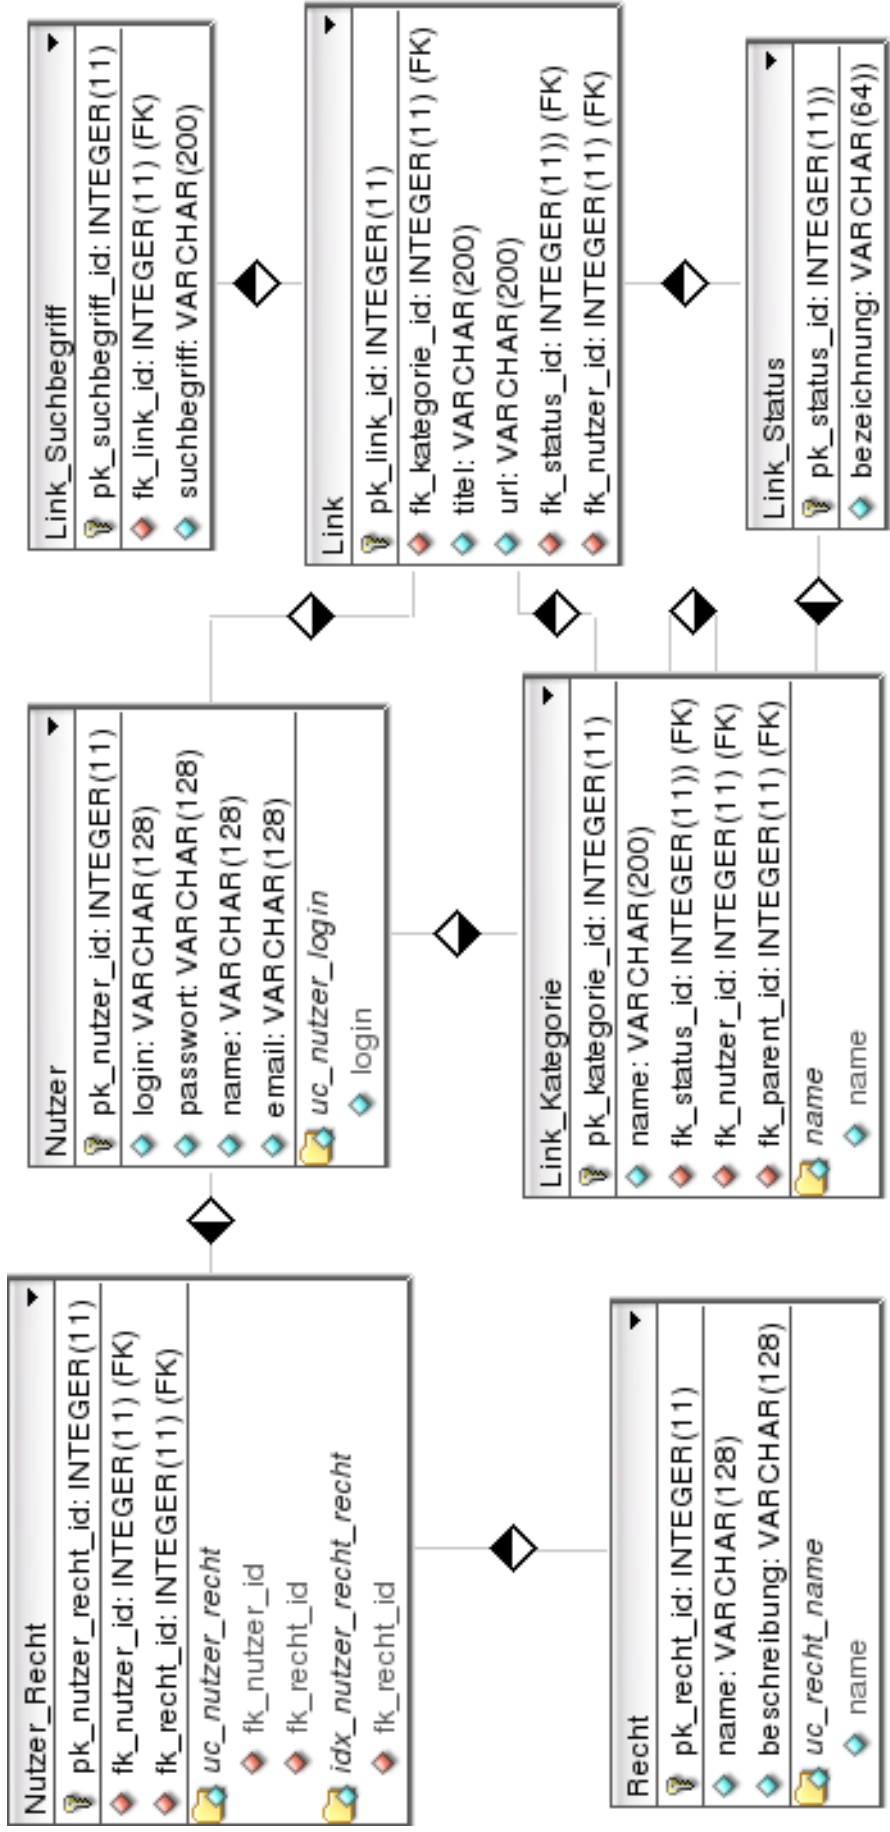 Nutzer_Recht
pk_nutzer_recht_id: INTEGER(11)
fk_nutzer_id: INTEGER(11) (FK)
fk_recht_id: INTEGER(11) (FK)
uc_nutzer_recht
fk_nutzer_id
fk_recht_id
idx_nutzer_recht_recht
fk_recht_id
Nutzer
pk_nutzer_id: INTEGER(11)
login: VARCHAR(128)
passwort: VARCHAR(128)
name: VARCHAR(128)
email: VARCHAR(128)
uc_nutzer_login
login
Link_Suchbegriff
pk_suchbegriff_id: INTEGER(11)
fk_link_id: INTEGER(11) (FK)
suchbegriff: VARCHAR(200)
Link
pk_link_id: INTEGER(11)
fk_kategorie_id: INTEGER(11) (FK)
titel: VARCHAR(200)
url: VARCHAR(200)
fk_status_id: INTEGER(11)) (FK)
fk_nutzer_id: INTEGER(11) (FK)
Recht
pk_recht_id: INTEGER(11)
name: VARCHAR(128)
beschreibung: VARCHAR(128)
uc_recht_name
name
Link_Kategorie
pk_kategorie_id: INTEGER(11)
name: VARCHAR(200)
fk_status_id: INTEGER(11)) (FK)
fk_nutzer_id: INTEGER(11) (FK)
fk_parent_id: INTEGER(11) (FK)
name
name
Link_Status
pk_status_id: INTEGER(11))
bezeichnung: VARCHAR(64))